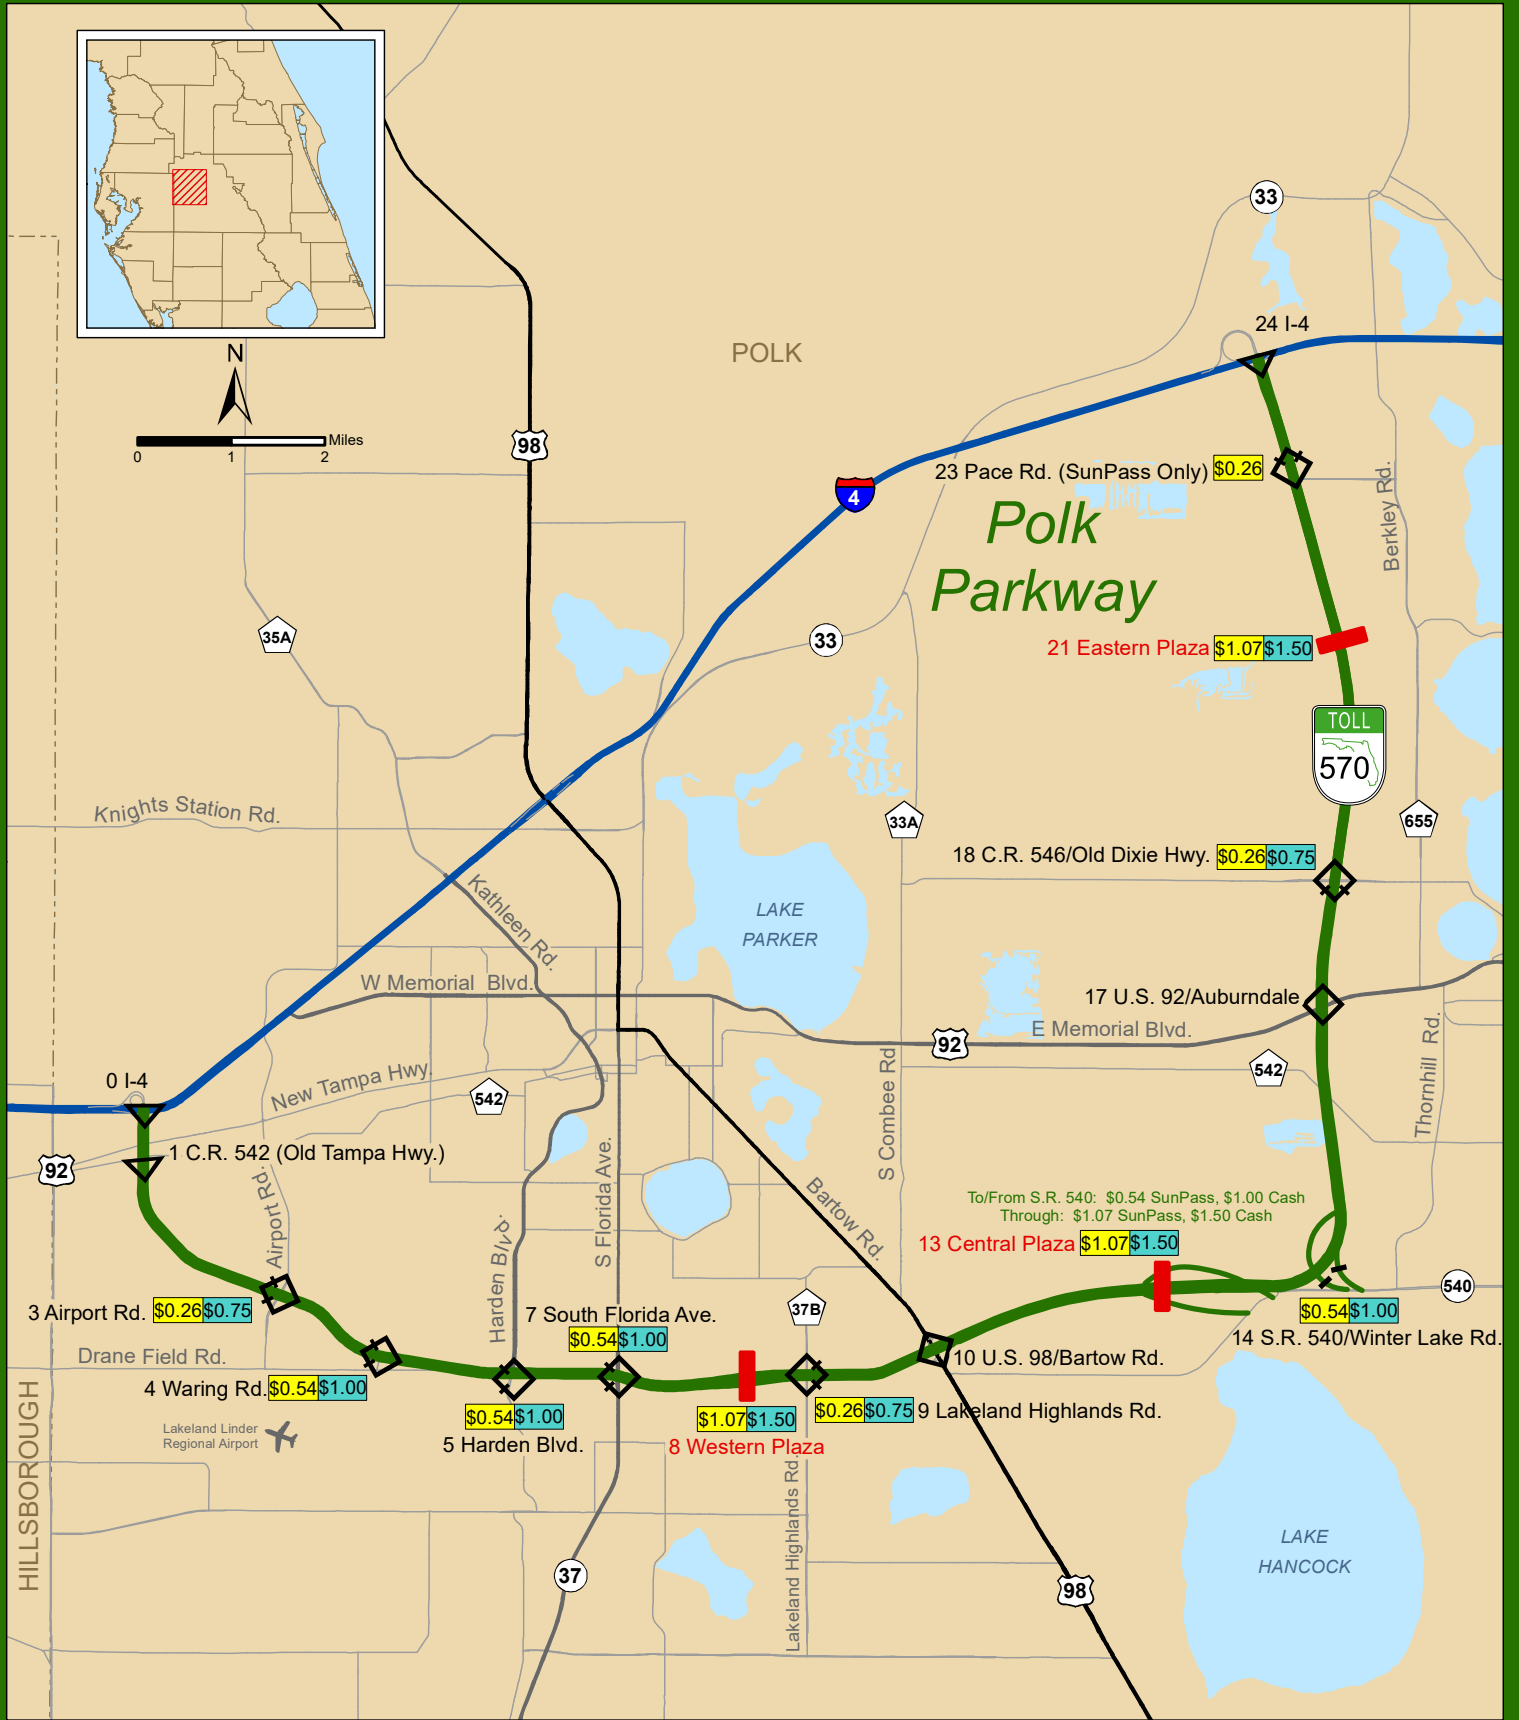 N
Miles
0 1 2
POLK
98
4
33
24 I-4
23 Pace Rd. (SunPass Only) $0.26
Polk
Parkway
Berkley Rd.
35A
33
21 Eastern Plaza $1.07 $1.50
TOLL
570
Knights Station Rd.
33A
655
18 C.R. 546/Old Dixie Hwy. $0.26 $0.75
Kathleen Rd.
LAKE
PARKER
W Memorial Blvd.
17 U.S. 92/Auburndale
92
E Memorial Blvd.
0 I-4
New Tampa Hwy.
542
S Combee Rd
542
Thornhill Rd.
92
1 C.R. 542 (Old Tampa Hwy.)
Airport Rd.
Harden Blvd.
S Florida Ave.
Bartow Rd.
To/From S.R. 540: $0.54 SunPass, $1.00 Cash
Through: $1.07 SunPass, $1.50 Cash
13 Central Plaza $1.07 $1.50
540
3 Airport Rd. $0.26 $0.75
7 South Florida Ave.
$0.54 $1.00
37B
$0.54 $1.00
14 S.R. 540/Winter Lake Rd.
Drane Field Rd.
10 U.S. 98/Bartow Rd.
4 Waring Rd. $0.54 $1.00
$0.54 $1.00
5 Harden Blvd.
$1.07 $1.50
8 Western Plaza
$0.26 $0.75 9 Lakeland Highlands Rd.
Lakeland Linder
Regional Airport
HILLSBOROUGH
Lakeland Highlands Rd.
LAKE
HANCOCK
37
98